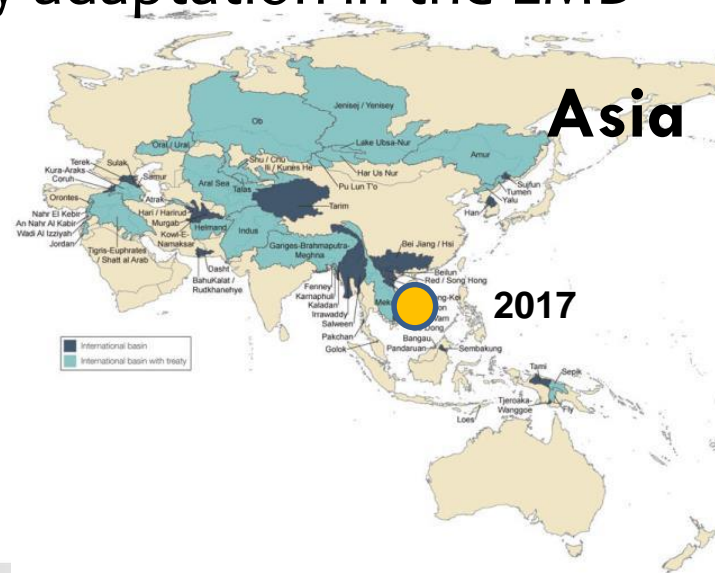 adaptation in the LMB
Asia
Jenisej / Yenisey
Ob
Oral / Ural
Lake Ubsa-Nur
Amur
Terek
Sulak
Kura-Araks
Samur
Coruh
Shu / Chu
Ili / Kunes He
Har Us Nur
Sujfun
Aral Sea
Talas
Pu Lun T'o
Tumen
Yalu
Orontes
Atrak
Tarim
Han
Nahr El Kebir
Hari / Harirud
An Nahr Al Kabir
Murgab
Helmand
Indus
Wadi Al Izziyah
Kowl-E-
Namaksar
Bei Jiang / Hsi
Jordan
Ganges-Brahmaputra-
Meghna
Tigris-Euphrates
/ Shatt al Arab
Dasht
Beilun
Red / Song Hong
BahuKalat /
Rudkhanehye
Fenney
Karnaphuli
Kaladan
Irrawaddy
Salween
2017
Pakchan
Dong
Bangau
Golok
Pandaruan
Sembakung
International basin
International basin with treaty
Tami
Sepik
Tjeroaka-
Wanggoe
Fly
Loes